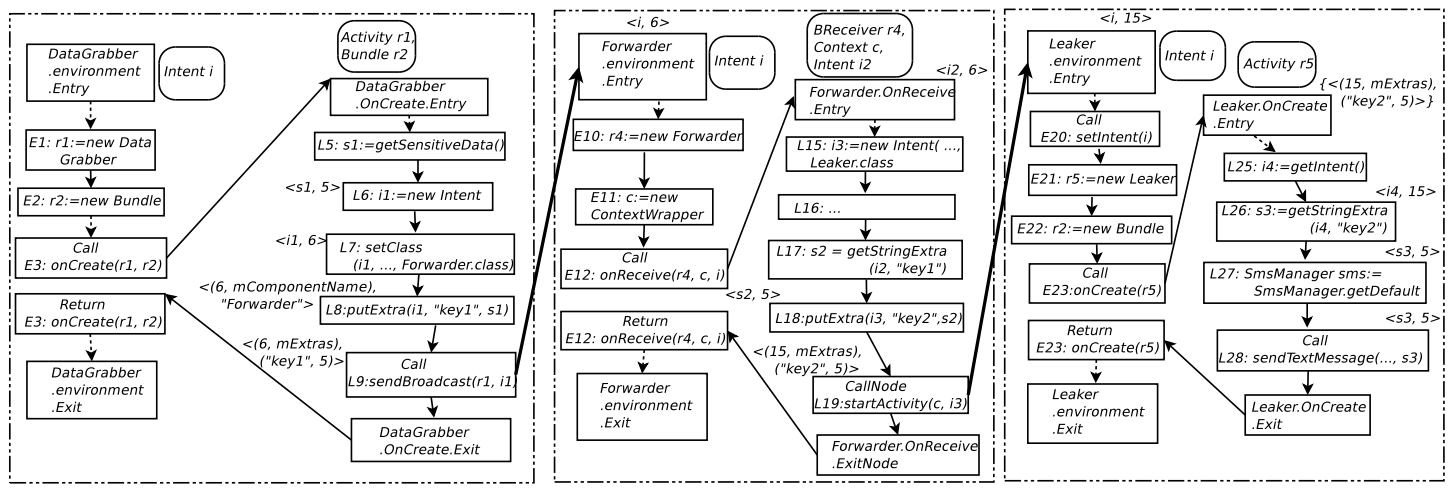 DataGrabber
.environment
.Entry
Intent i
E1: r1:=new Data
Grabber
E2: r2:=new Bundle
Call
E3: onCreate(r1, r2)
Return
E3: onCreate(r1, r2)
DataGrabber
.environment
.Exit
Activity r1,
Bundle r2
DataGrabber
.OnCreate.Entry
L5: s1:=getSensitiveData()
<s1, 5>
L6: i1:=new Intent
<i1, 6>
L7: setClass
(i1, ..., Forwarder.class)
<(6, mComponentName),
"Forwarder">
L8:putExtra(i1, "key1", s1)
<(6, mExtras),
("key1", 5)>
Call
L9:sendBroadcast(r1, i1)
DataGrabber
.OnCreate.Exit
<i, 6>
Forwarder
.environment
.Entry
Intent i
E10: r4:=new Forwarder
E11: c:=new
ContextWrapper
Call
E12: onReceive(r4, c, i)
Return
E12: onReceive(r4, c, i)
Forwarder
.environment
.Exit
BReceiver r4,
Context c,
Intent i2
<i2, 6>
Forwarder.OnReceive
.Entry
L15: i3:=new Intent( ...,
Leaker.class
L16: ...
L17: s2 = getStringExtra
(i2, "key1")
<s2, 5>
L18:putExtra(i3, "key2",s2)
<(15, mExtras),
("key2", 5)>
CallNode
L19:startActivity(c, i3)
Forwarder.OnReceive
.ExitNode
<i, 15>
Leaker
.environment
.Entry
Intent i
Call
E20: setIntent(i)
E21: r5:=new Leaker
E22: r2:=new Bundle
Call
E23:onCreate(r5)
Return
E23: onCreate(r5)
Leaker
.environment
.Exit
Activity r5
{<(15, mExtras),
("key2", 5)>}
Leaker.OnCreate
.Entry
L25: i4:=getIntent()
<i4, 15>
L26: s3:=getStringExtra
(i4, "key2")
<s3, 5>
L27: SmsManager sms:=
SmsManager.getDefault
<s3, 5>
Call
L28: sendTextMessage(..., s3)
Leaker.OnCreate
.Exit